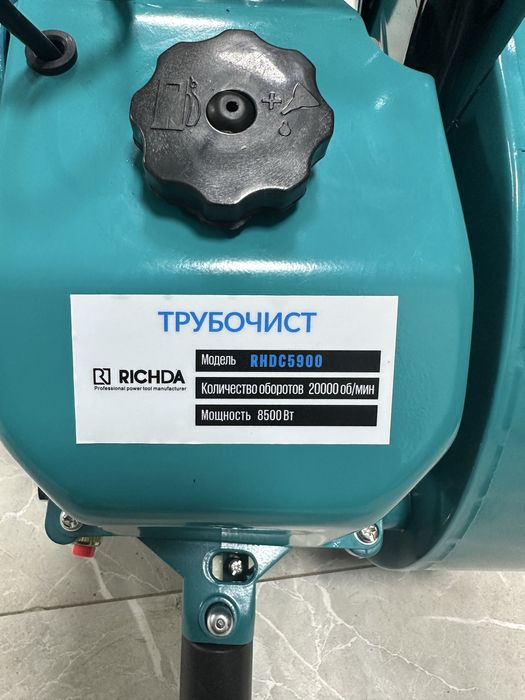 ТРУБОЧИСТ
Модель RHDC5900
RICHDA
Professional power tool manufacturer
Количество оборотов 20000 об/мин
Мощность 8500 Вт